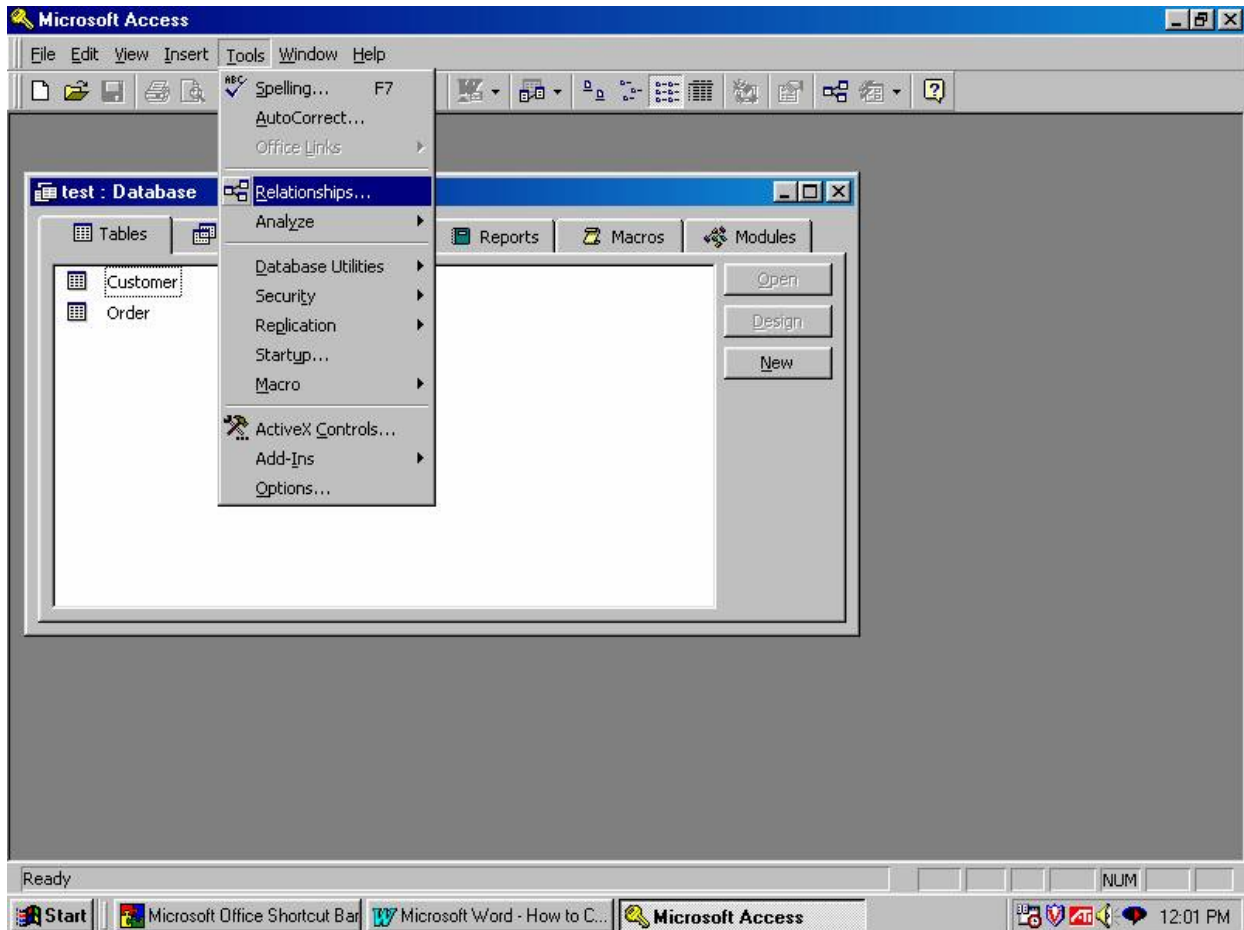 Microsoft Access
File Edit View Insert Tools Window Help
ABC Spelling... F7
AutoCorrect...
Office Links
test : Database
Relationships...
Analyze
Tables Reports Macros Modules
Database Utilities
Security
Replication
Startup...
Macro
ActiveX Controls...
Add-Ins
Options...
Customer
Order
Open
Design
New
Ready NUM
Start Microsoft Office Shortcut Bar Microsoft Word - How to C... Microsoft Access 12:01 PM